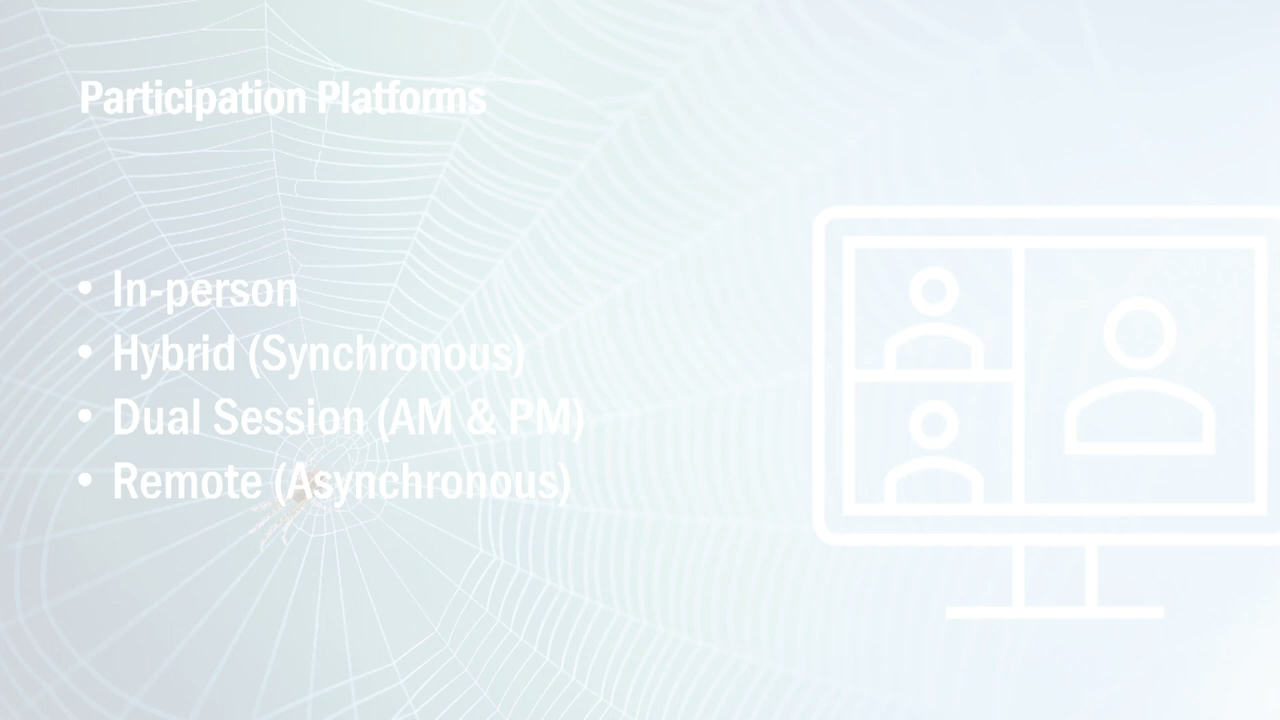 Participation Platforms
• In-person
• Hybrid (Synchronous)
• Dual Session (AM & PM)
• Remote (Asynchronous)